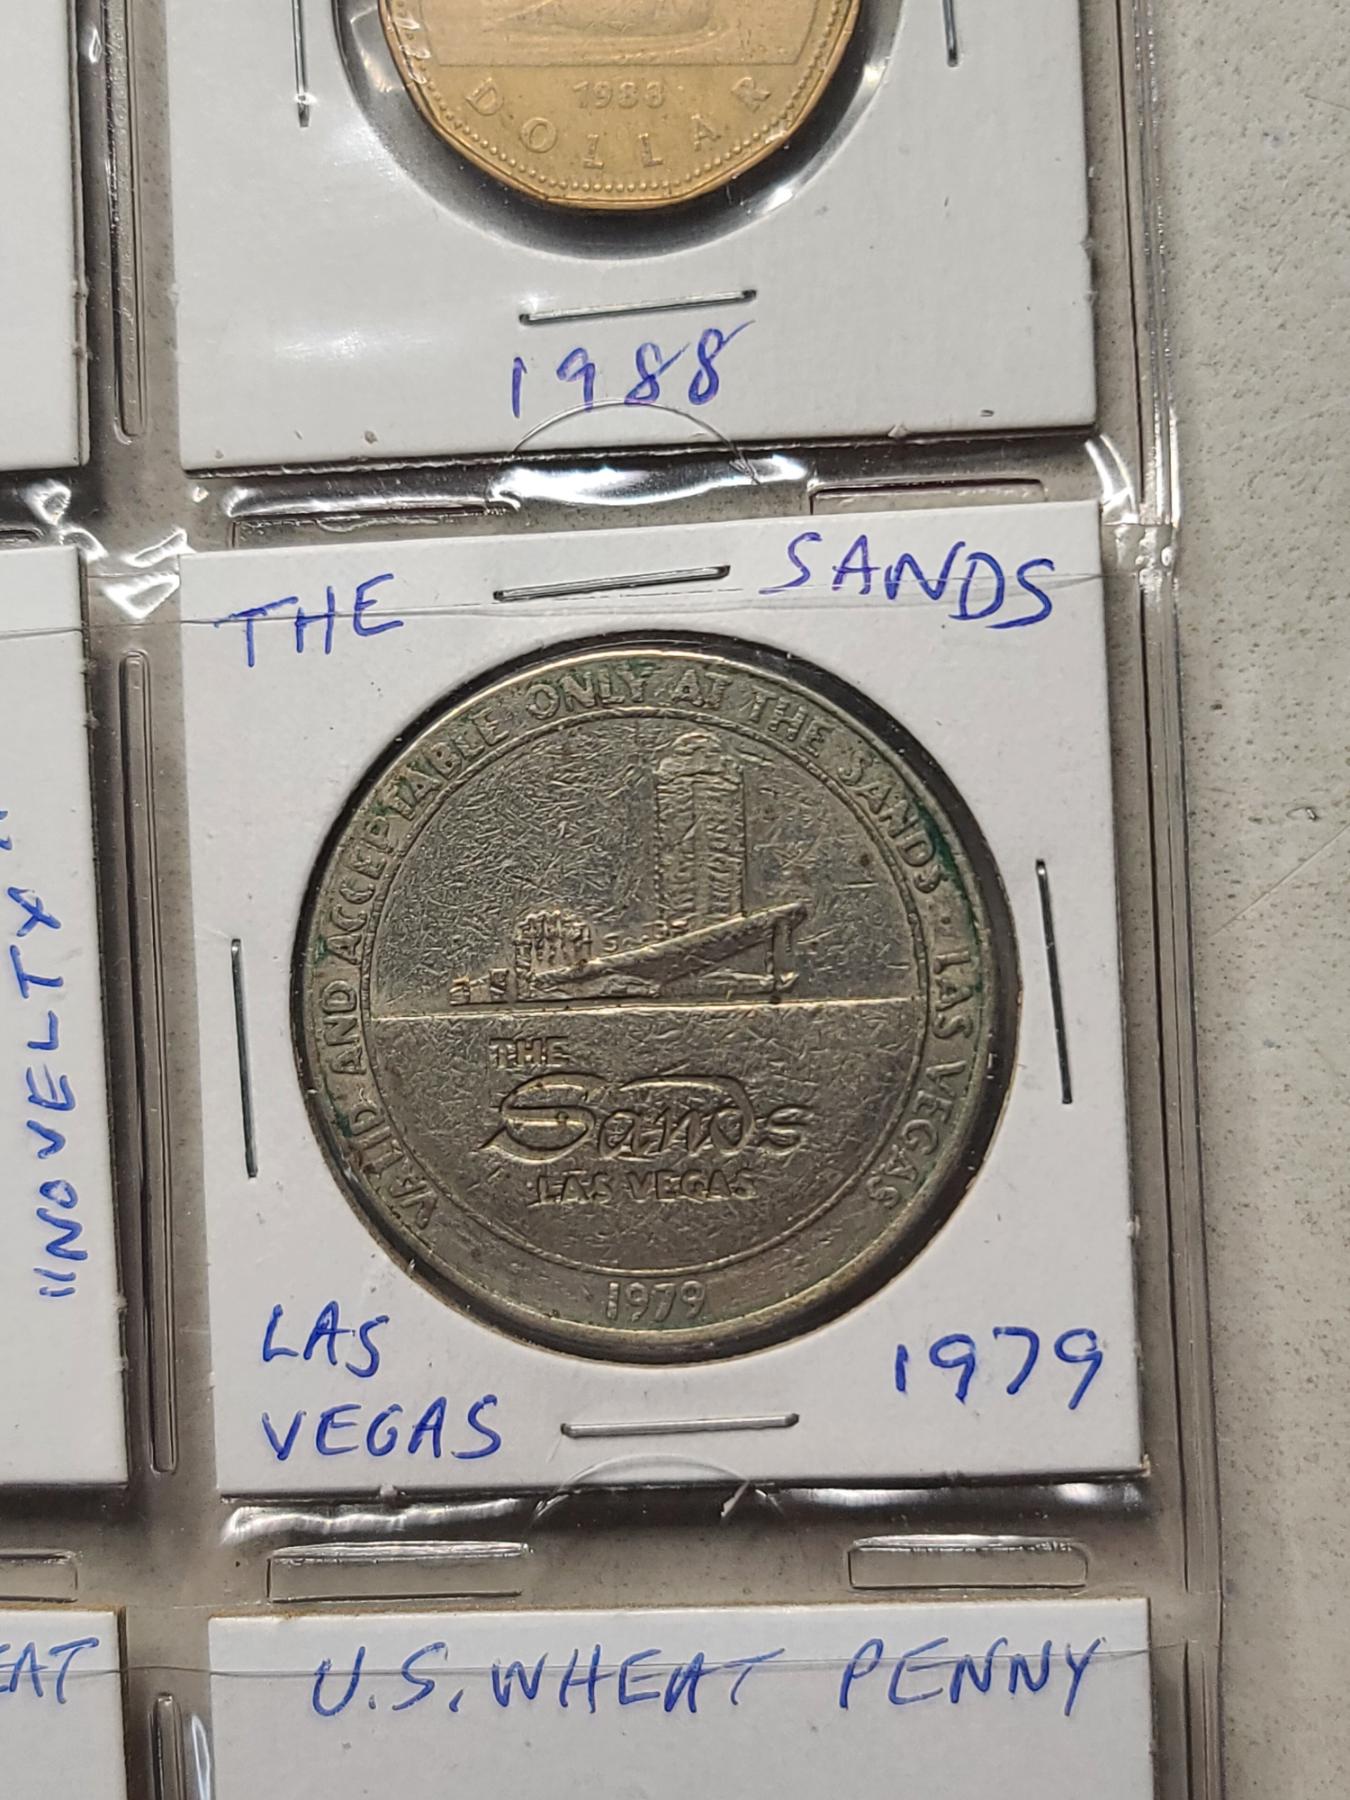 1988
DOLLAR
1988
THE SANDS
VALID AND ACCEPTABLE ONLY AT THE SANDS · LAS VEGAS
THE
Sands
LAS VEGAS
1979
LAS
VEGAS
1979
"NOVELTY"
EAT
U.S. WHEAT PENNY